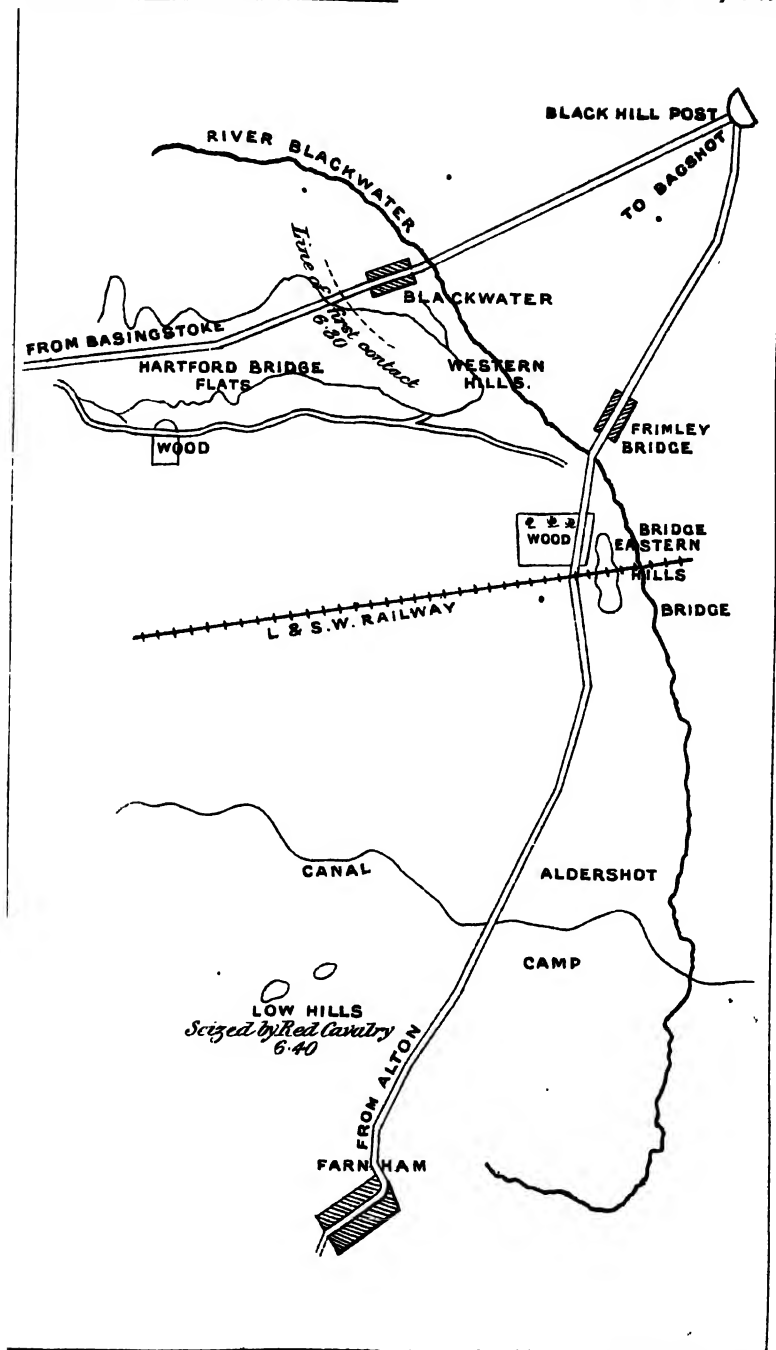 BLACK HILL POST
RIVER BLACKWATER
TO BAGSHOT
Line of first contact
6.30
BLACKWATER
FROM BASINGSTOKE
HARTFORD BRIDGE
FLATS
WESTERN
HILLS.
FRIMLEY
BRIDGE
WOOD
WOOD
BRIDGE
EASTERN
HILLS
BRIDGE
L & S.W. RAILWAY
CANAL
ALDERSHOT
CAMP
LOW HILLS
Seized by Red Cavalry
6·40
FROM ALTON
FARNHAM